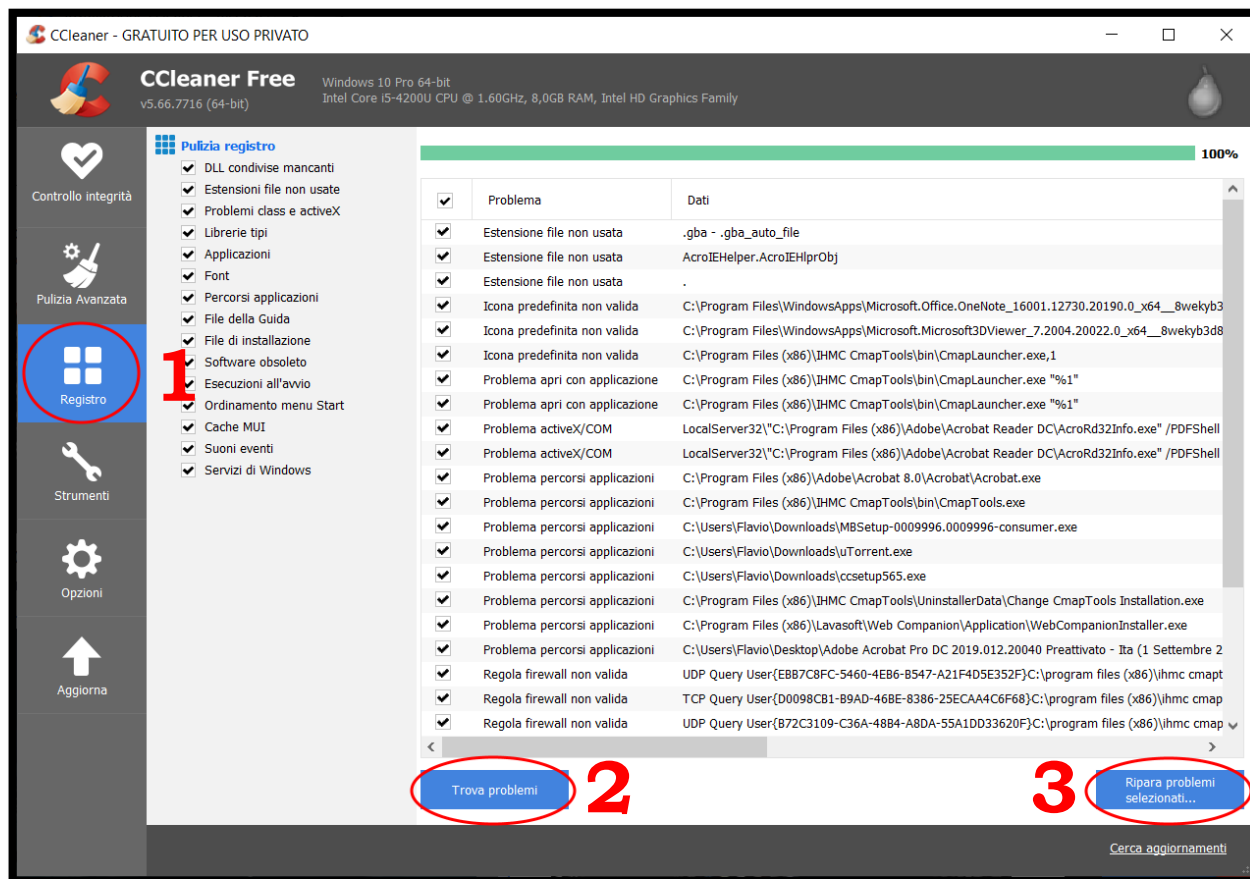 CCleaner - GRATUITO PER USO PRIVATO
CCleaner Free
v5.66.7716 (64-bit)
Windows 10 Pro 64-bit
Intel Core i5-4200U CPU @ 1.60GHz, 8,0GB RAM, Intel HD Graphics Family
Controllo integrità
Pulizia Avanzata
Registro
1
Strumenti
Opzioni
Aggiorna
Pulizia registro
DLL condivise mancanti
Estensioni file non usate
Problemi class e activeX
Librerie tipi
Applicazioni
Font
Percorsi applicazioni
File della Guida
File di installazione
Software obsoleto
Esecuzioni all'avvio
Ordinamento menu Start
Cache MUI
Suoni eventi
Servizi di Windows
100%
Problema Dati
Estensione file non usata .gba - .gba_auto_file
Estensione file non usata AcroIEHelper.AcroIEHlprObj
Estensione file non usata .
Icona predefinita non valida C:\Program Files\WindowsApps\Microsoft.Office.OneNote_16001.12730.20190.0_x64__8wekyb3
Icona predefinita non valida C:\Program Files\WindowsApps\Microsoft.Microsoft3DViewer_7.2004.20022.0_x64__8wekyb3d8
Icona predefinita non valida C:\Program Files (x86)\IHMC CmapTools\bin\CmapLauncher.exe,1
Problema apri con applicazione C:\Program Files (x86)\IHMC CmapTools\bin\CmapLauncher.exe "%1"
Problema apri con applicazione C:\Program Files (x86)\IHMC CmapTools\bin\CmapLauncher.exe "%1"
Problema activeX/COM LocalServer32\"C:\Program Files (x86)\Adobe\Acrobat Reader DC\AcroRd32Info.exe" /PDFShell
Problema activeX/COM LocalServer32\"C:\Program Files (x86)\Adobe\Acrobat Reader DC\AcroRd32Info.exe" /PDFShell
Problema percorsi applicazioni C:\Program Files (x86)\Adobe\Acrobat 8.0\Acrobat\Acrobat.exe
Problema percorsi applicazioni C:\Program Files (x86)\IHMC CmapTools\bin\CmapTools.exe
Problema percorsi applicazioni C:\Users\Flavio\Downloads\MBSetup-0009996.0009996-consumer.exe
Problema percorsi applicazioni C:\Users\Flavio\Downloads\uTorrent.exe
Problema percorsi applicazioni C:\Users\Flavio\Downloads\ccsetup565.exe
Problema percorsi applicazioni C:\Program Files (x86)\IHMC CmapTools\UninstallerData\Change CmapTools Installation.exe
Problema percorsi applicazioni C:\Program Files (x86)\Lavasoft\Web Companion\Application\WebCompanionInstaller.exe
Problema percorsi applicazioni C:\Users\Flavio\Desktop\Adobe Acrobat Pro DC 2019.012.20040 Preattivato - Ita (1 Settembre 2
Regola firewall non valida UDP Query User{EBB7C8FC-5460-4EB6-B547-A21F4D5E352F}C:\program files (x86)\ihmc cmapt
Regola firewall non valida TCP Query User{D0098CB1-B9AD-46BE-8386-25ECAA4C6F68}C:\program files (x86)\ihmc cmap
Regola firewall non valida UDP Query User{B72C3109-C36A-48B4-A8DA-55A1DD33620F}C:\program files (x86)\ihmc cmap
Trova problemi
2
3
Ripara problemi
selezionati...
Cerca aggiornamenti